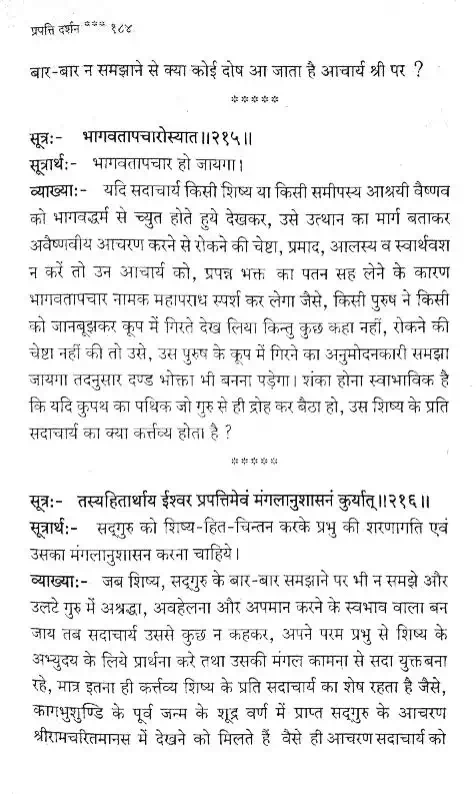 प्रपत्ति दर्शन *** १८४
बार-बार न समझाने से क्या कोई दोष आ जाता है आचार्य श्री पर ?
*****
सूत्र:- भागवतापचारोस्यात॥२१५॥
सूत्रार्थ:- भागवतापचार हो जायगा।
व्याख्या:- यदि सदाचार्य किसी शिष्य या किसी समीपस्थ आश्रयी वैष्णव
को भागवद्धर्म से च्युत होते हुये देखकर, उसे उत्थान का मार्ग बताकर
अवैष्णवीय आचरण करने से रोकने की चेष्टा, प्रमाद, आलस्य व स्वार्थवश
न करें तो उन आचार्य को, प्रपन्न भक्त का पतन सह लेने के कारण
भागवतापचार नामक महापराध स्पर्श कर लेगा जैसे, किसी पुरुष ने किसी
को जानबूझकर कूप में गिरते देख लिया किन्तु कुछ कहा नहीं, रोकने की
चेष्टा नहीं की तो उसे, उस पुरुष के कूप में गिरने का अनुमोदनकारी समझा
जायगा तदनुसार दण्ड भोक्ता भी बनना पड़ेगा। शंका होना स्वाभाविक है
कि यदि कुपथ का पथिक जो गुरु से ही द्रोह कर बैठा हो, उस शिष्य के प्रति
सदाचार्य का क्या कर्त्तव्य होता है ?
*****
सूत्र:- तस्यहितार्थाय ईश्वर प्रपत्तिमेवं मंगलानुशासनं कुर्यात्॥२१६॥
सूत्रार्थ:- सद्‌गुरु को शिष्य-हित-चिन्तन करके प्रभु की शरणागति एवं
उसका मंगलानुशासन करना चाहिये।
व्याख्या:- जब शिष्य, सद्‌गुरु के बार-बार समझाने पर भी न समझे और
उलटे गुरु में अश्रद्धा, अवहेलना और अपमान करने के स्वभाव वाला बन
जाय तब सदाचार्य उससे कुछ न कहकर, अपने परम प्रभु से शिष्य के
अभ्युदय के लिये प्रार्थना करे तथा उसकी मंगल कामना से सदा युक्तबना
रहे, मात्र इतना ही कर्त्तव्य शिष्य के प्रति सदाचार्य का शेष रहता है जैसे,
कागभुशुण्डि के पूर्व जन्म के शूद्र वर्ण में प्राप्त सद्‌गुरु के आचरण
श्रीरामचरितमानस में देखने को मिलते हैं वैसे ही आचरण सदाचार्य को